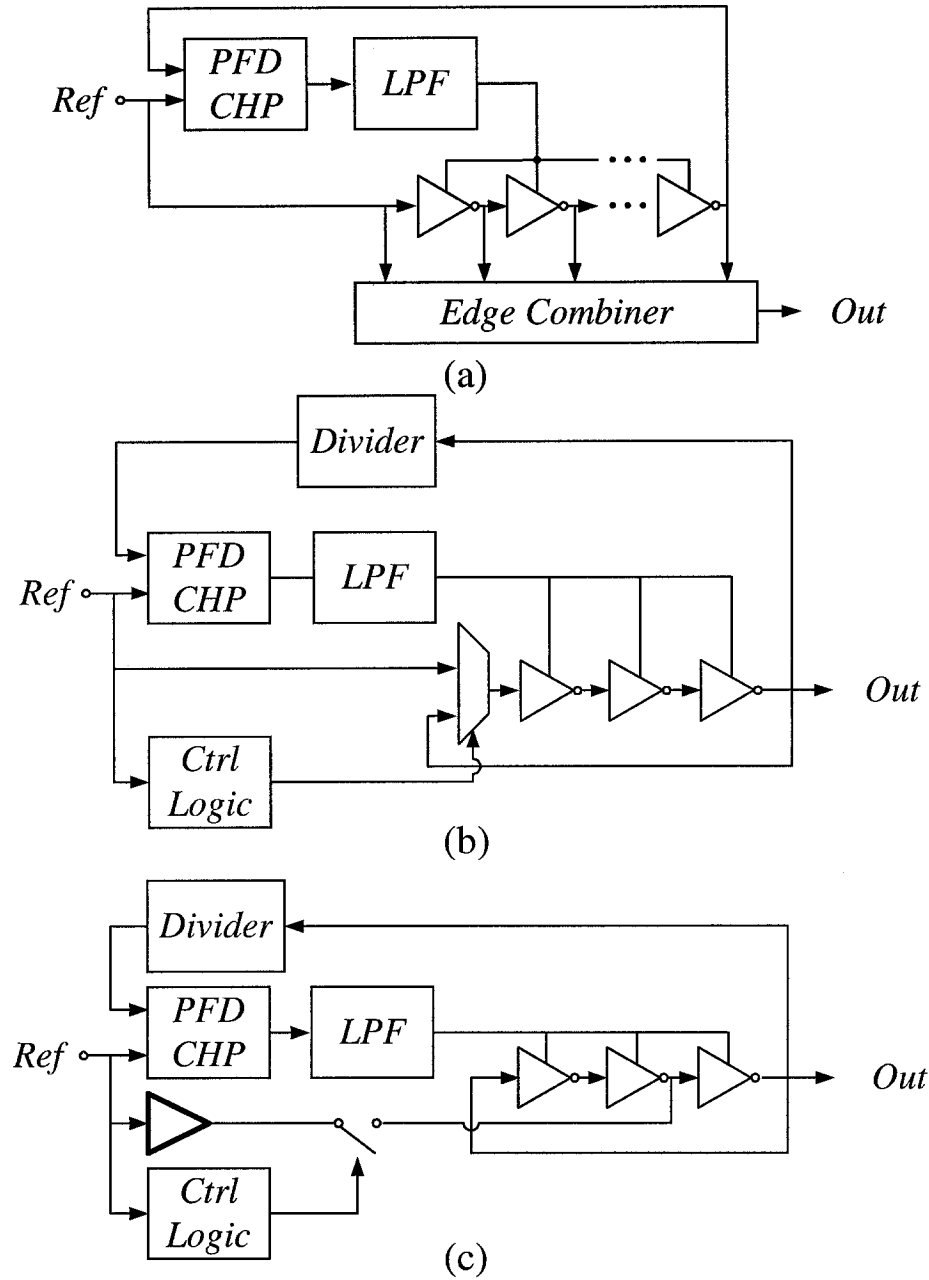 PFD
CHP
LPF
Ref
Edge Combiner
Out
(a)
Divider
PFD
CHP
LPF
Ref
Out
Ctrl
Logic
(b)
Divider
PFD
CHP
LPF
Ref
Out
Ctrl
Logic
(c)